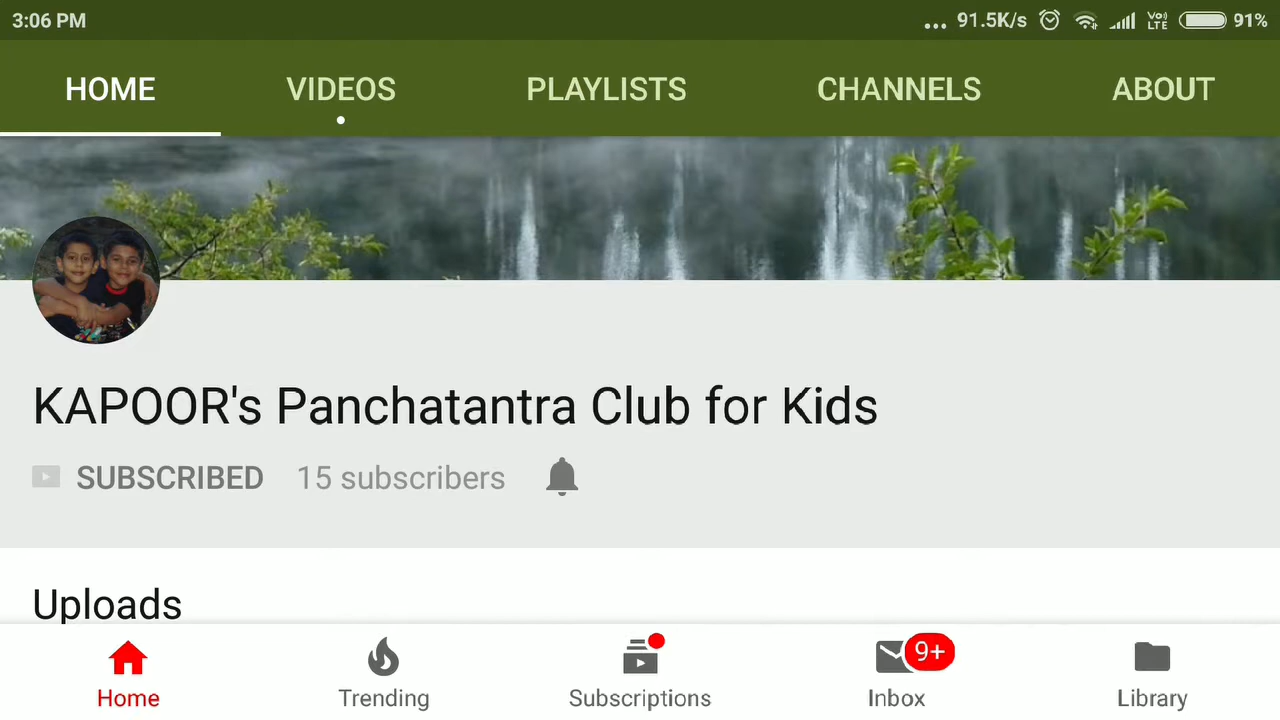 3:06 PM ... 91.5K/s VoLTE 91%
HOME VIDEOS PLAYLISTS CHANNELS ABOUT
KAPOOR's Panchatantra Club for Kids
SUBSCRIBED 15 subscribers
Uploads
9+
Home Trending Subscriptions Inbox Library